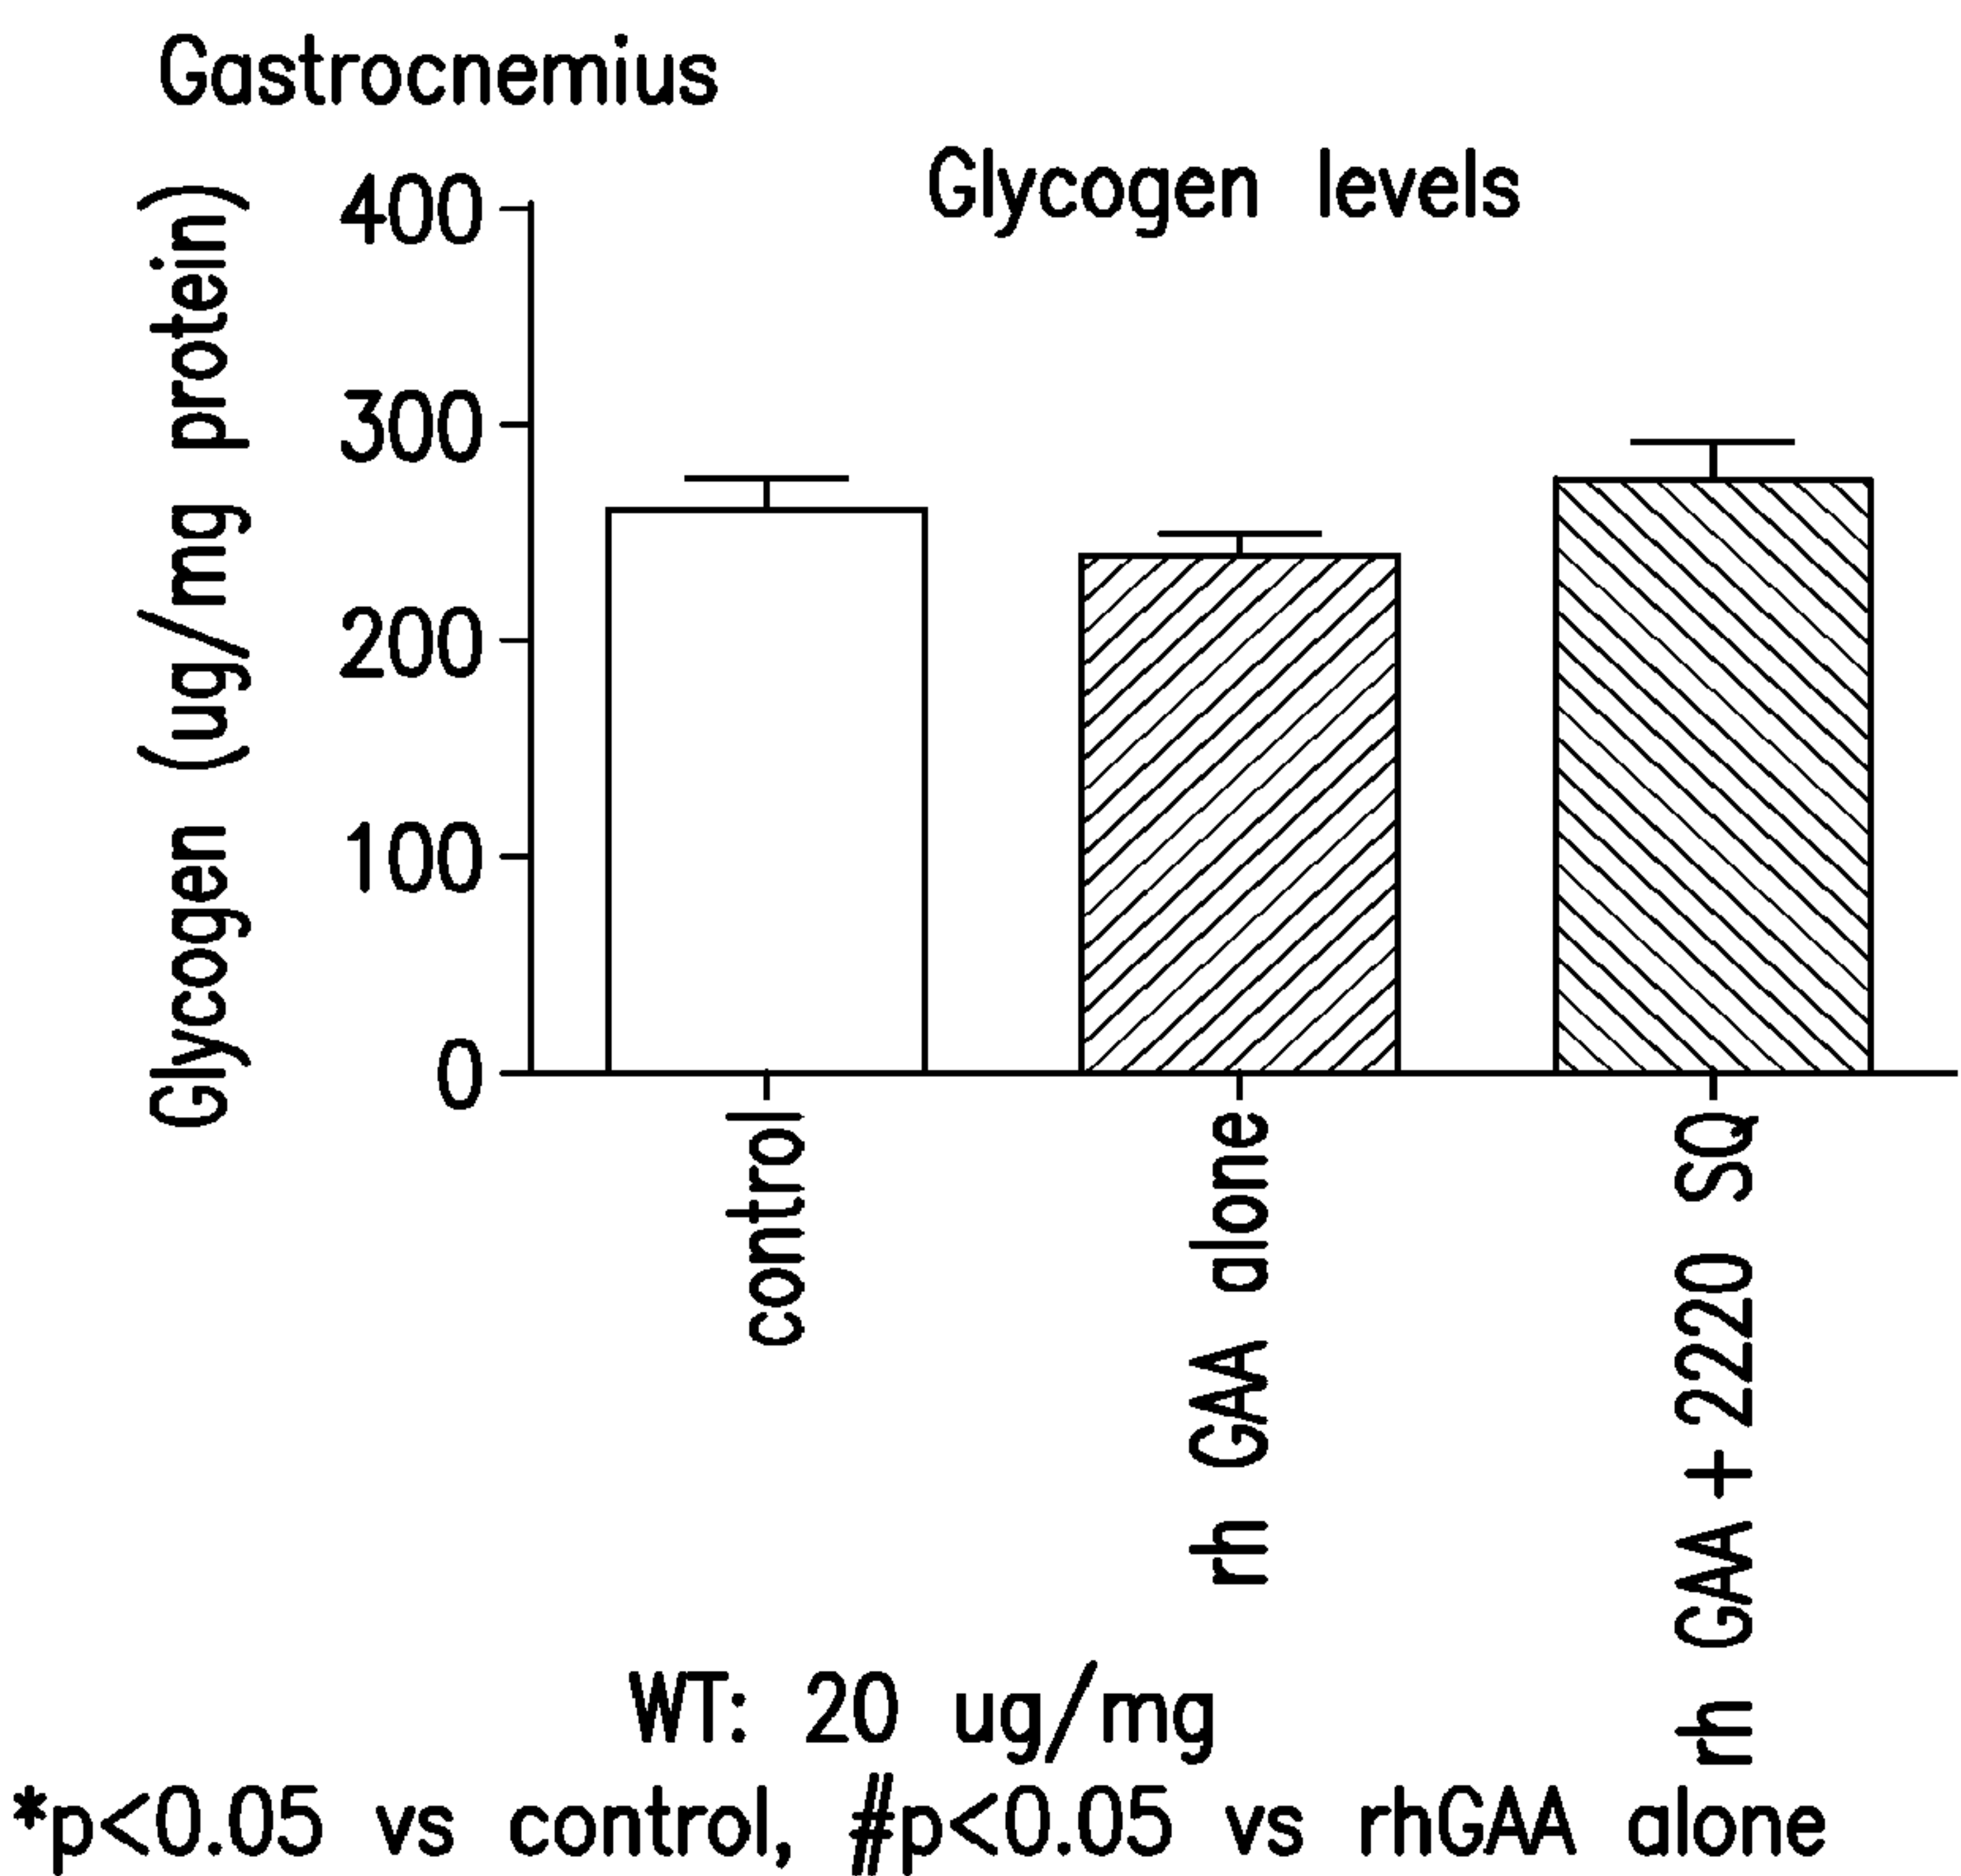 Gastrocnemius
Glycogen levels
Glycogen (ug/mg protein)
400
300
200
100
0
control
rh GAA alone
rh GAA + 2220 SQ
WT: 20 ug/mg
*p<0.05 vs control, #p<0.05 vs rhGAA alone